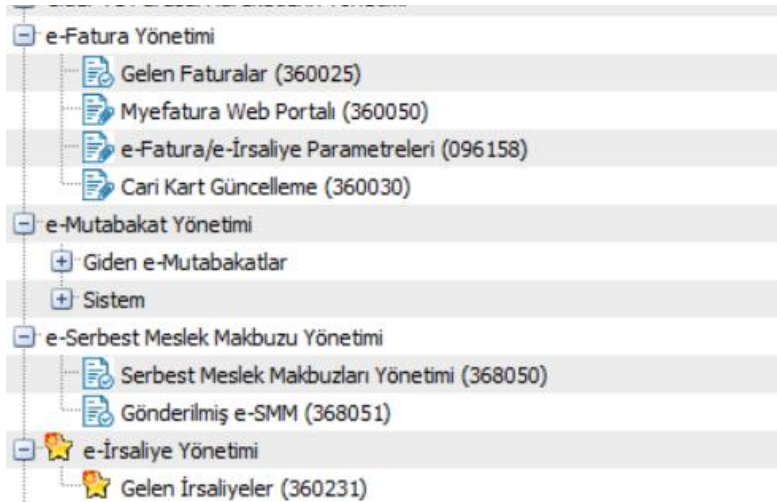 e-Fatura Yönetimi
Gelen Faturalar (360025)
Myefatura Web Portalı (360050)
e-Fatura/e-İrsaliye Parametreleri (096158)
Cari Kart Güncelleme (360030)
e-Mutabakat Yönetimi
Giden e-Mutabakatlar
Sistem
e-Serbest Meslek Makbuzu Yönetimi
Serbest Meslek Makbuzları Yönetimi (368050)
Gönderilmiş e-SMM (368051)
e-İrsaliye Yönetimi
Gelen İrsaliyeler (360231)